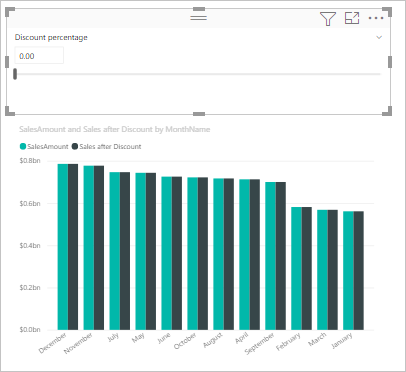 Discount percentage
0.00
SalesAmount and Sales after Discount by MonthName
SalesAmount Sales after Discount
$0.8bn
$0.6bn
$0.4bn
$0.2bn
$0.0bn
December November July May June October August April September February March January